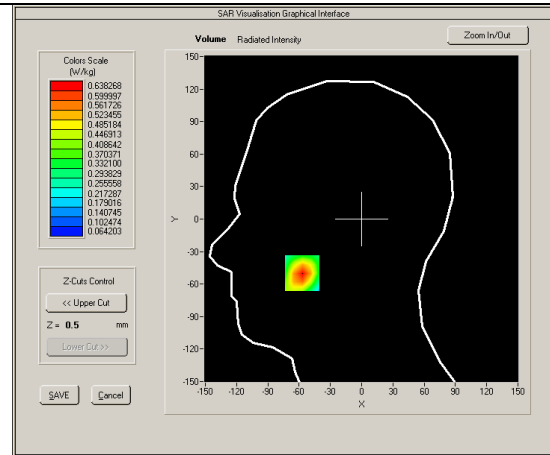 SAR Visualisation Graphical Interface
Volume Radiated Intensity
Zoom In/Out
Colors Scale
(W/kg)
0.638268
0.599997
0.561726
0.523455
0.485184
0.446913
0.408642
0.370371
0.332100
0.293829
0.255558
0.217287
0.179016
0.140745
0.102474
0.064203
Z-Cuts Control
<< Upper Cut
Z = 0.5 mm
Lower Cut >>
SAVE Cancel
150
120
90
60
30
Y 0
-30
-60
-90
-120
-150
-150 -120 -90 -60 -30 0 30 60 90 120 150
X